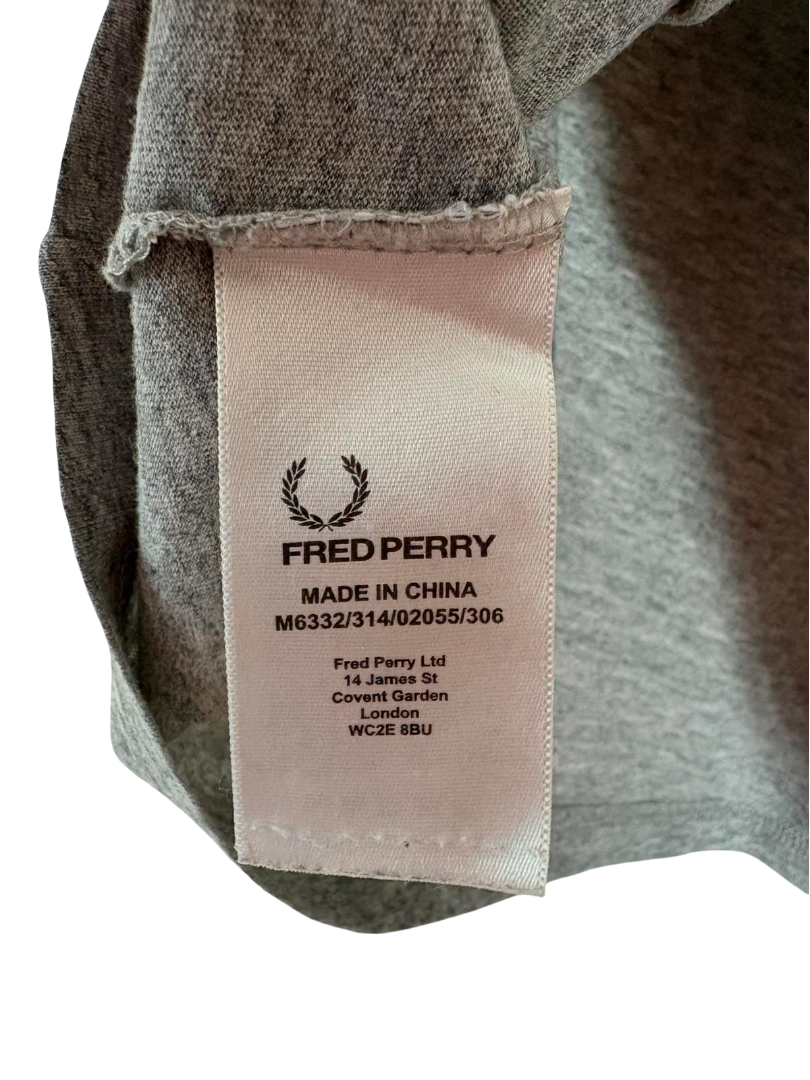 FRED PERRY
MADE IN CHINA
M6332/314/02055/306
Fred Perry Ltd
14 James St
Covent Garden
London
WC2E 8BU